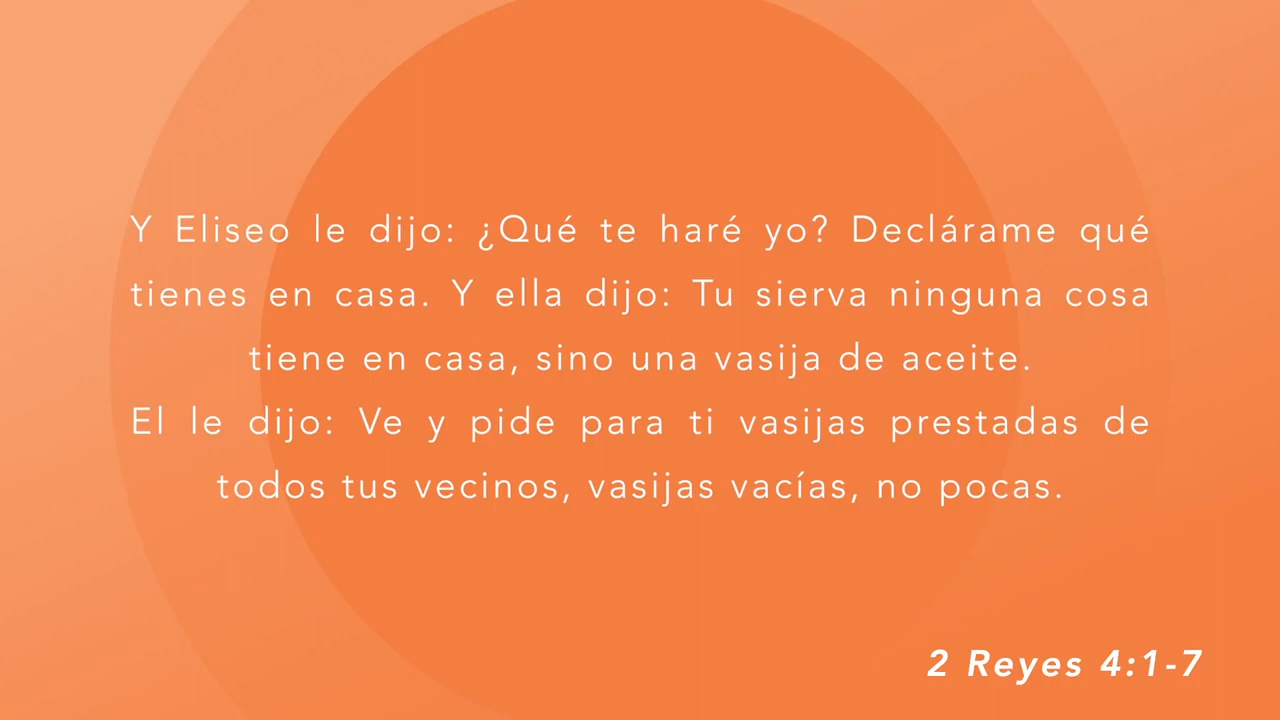 Y Eliseo le dijo: ¿Qué te haré yo? Declárame qué
tienes en casa. Y ella dijo: Tu sierva ninguna cosa
tiene en casa, sino una vasija de aceite.
El le dijo: Ve y pide para ti vasijas prestadas de
todos tus vecinos, vasijas vacías, no pocas.
2 Reyes 4:1-7